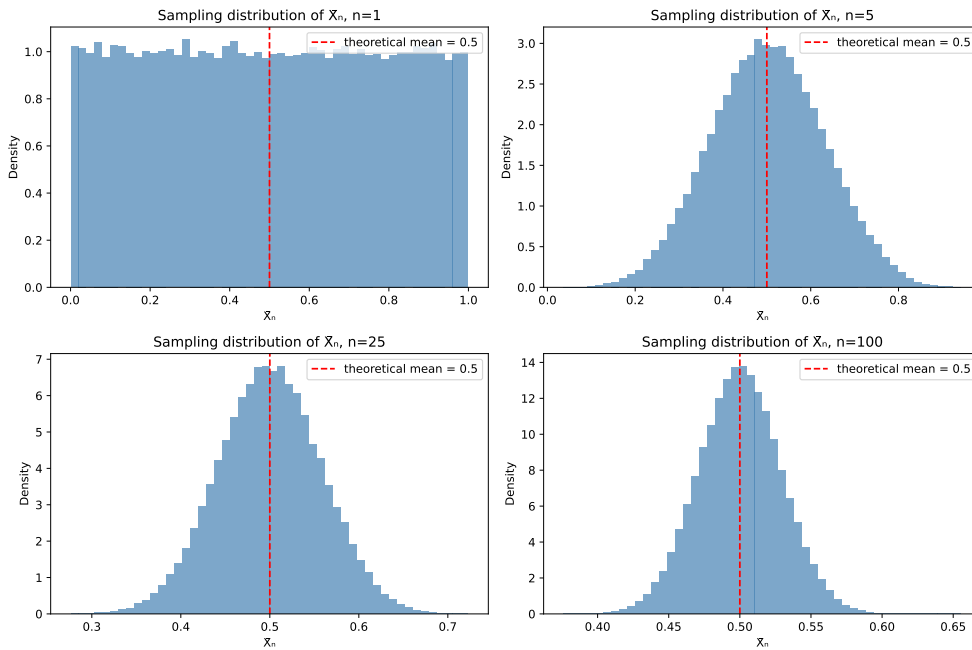 Sampling distribution of X̄ₙ, n=1
Density
1.0
0.8
0.6
0.4
0.2
0.0
theoretical mean = 0.5
0.0 0.2 0.4 0.6 0.8 1.0
X̄ₙ
Sampling distribution of X̄ₙ, n=5
Density
3.0
2.5
2.0
1.5
1.0
0.5
0.0
theoretical mean = 0.5
0.0 0.2 0.4 0.6 0.8
X̄ₙ
Sampling distribution of X̄ₙ, n=25
Density
7
6
5
4
3
2
1
0
theoretical mean = 0.5
0.3 0.4 0.5 0.6 0.7
X̄ₙ
Sampling distribution of X̄ₙ, n=100
Density
14
12
10
8
6
4
2
0
theoretical mean = 0.5
0.40 0.45 0.50 0.55 0.60 0.65
X̄ₙ